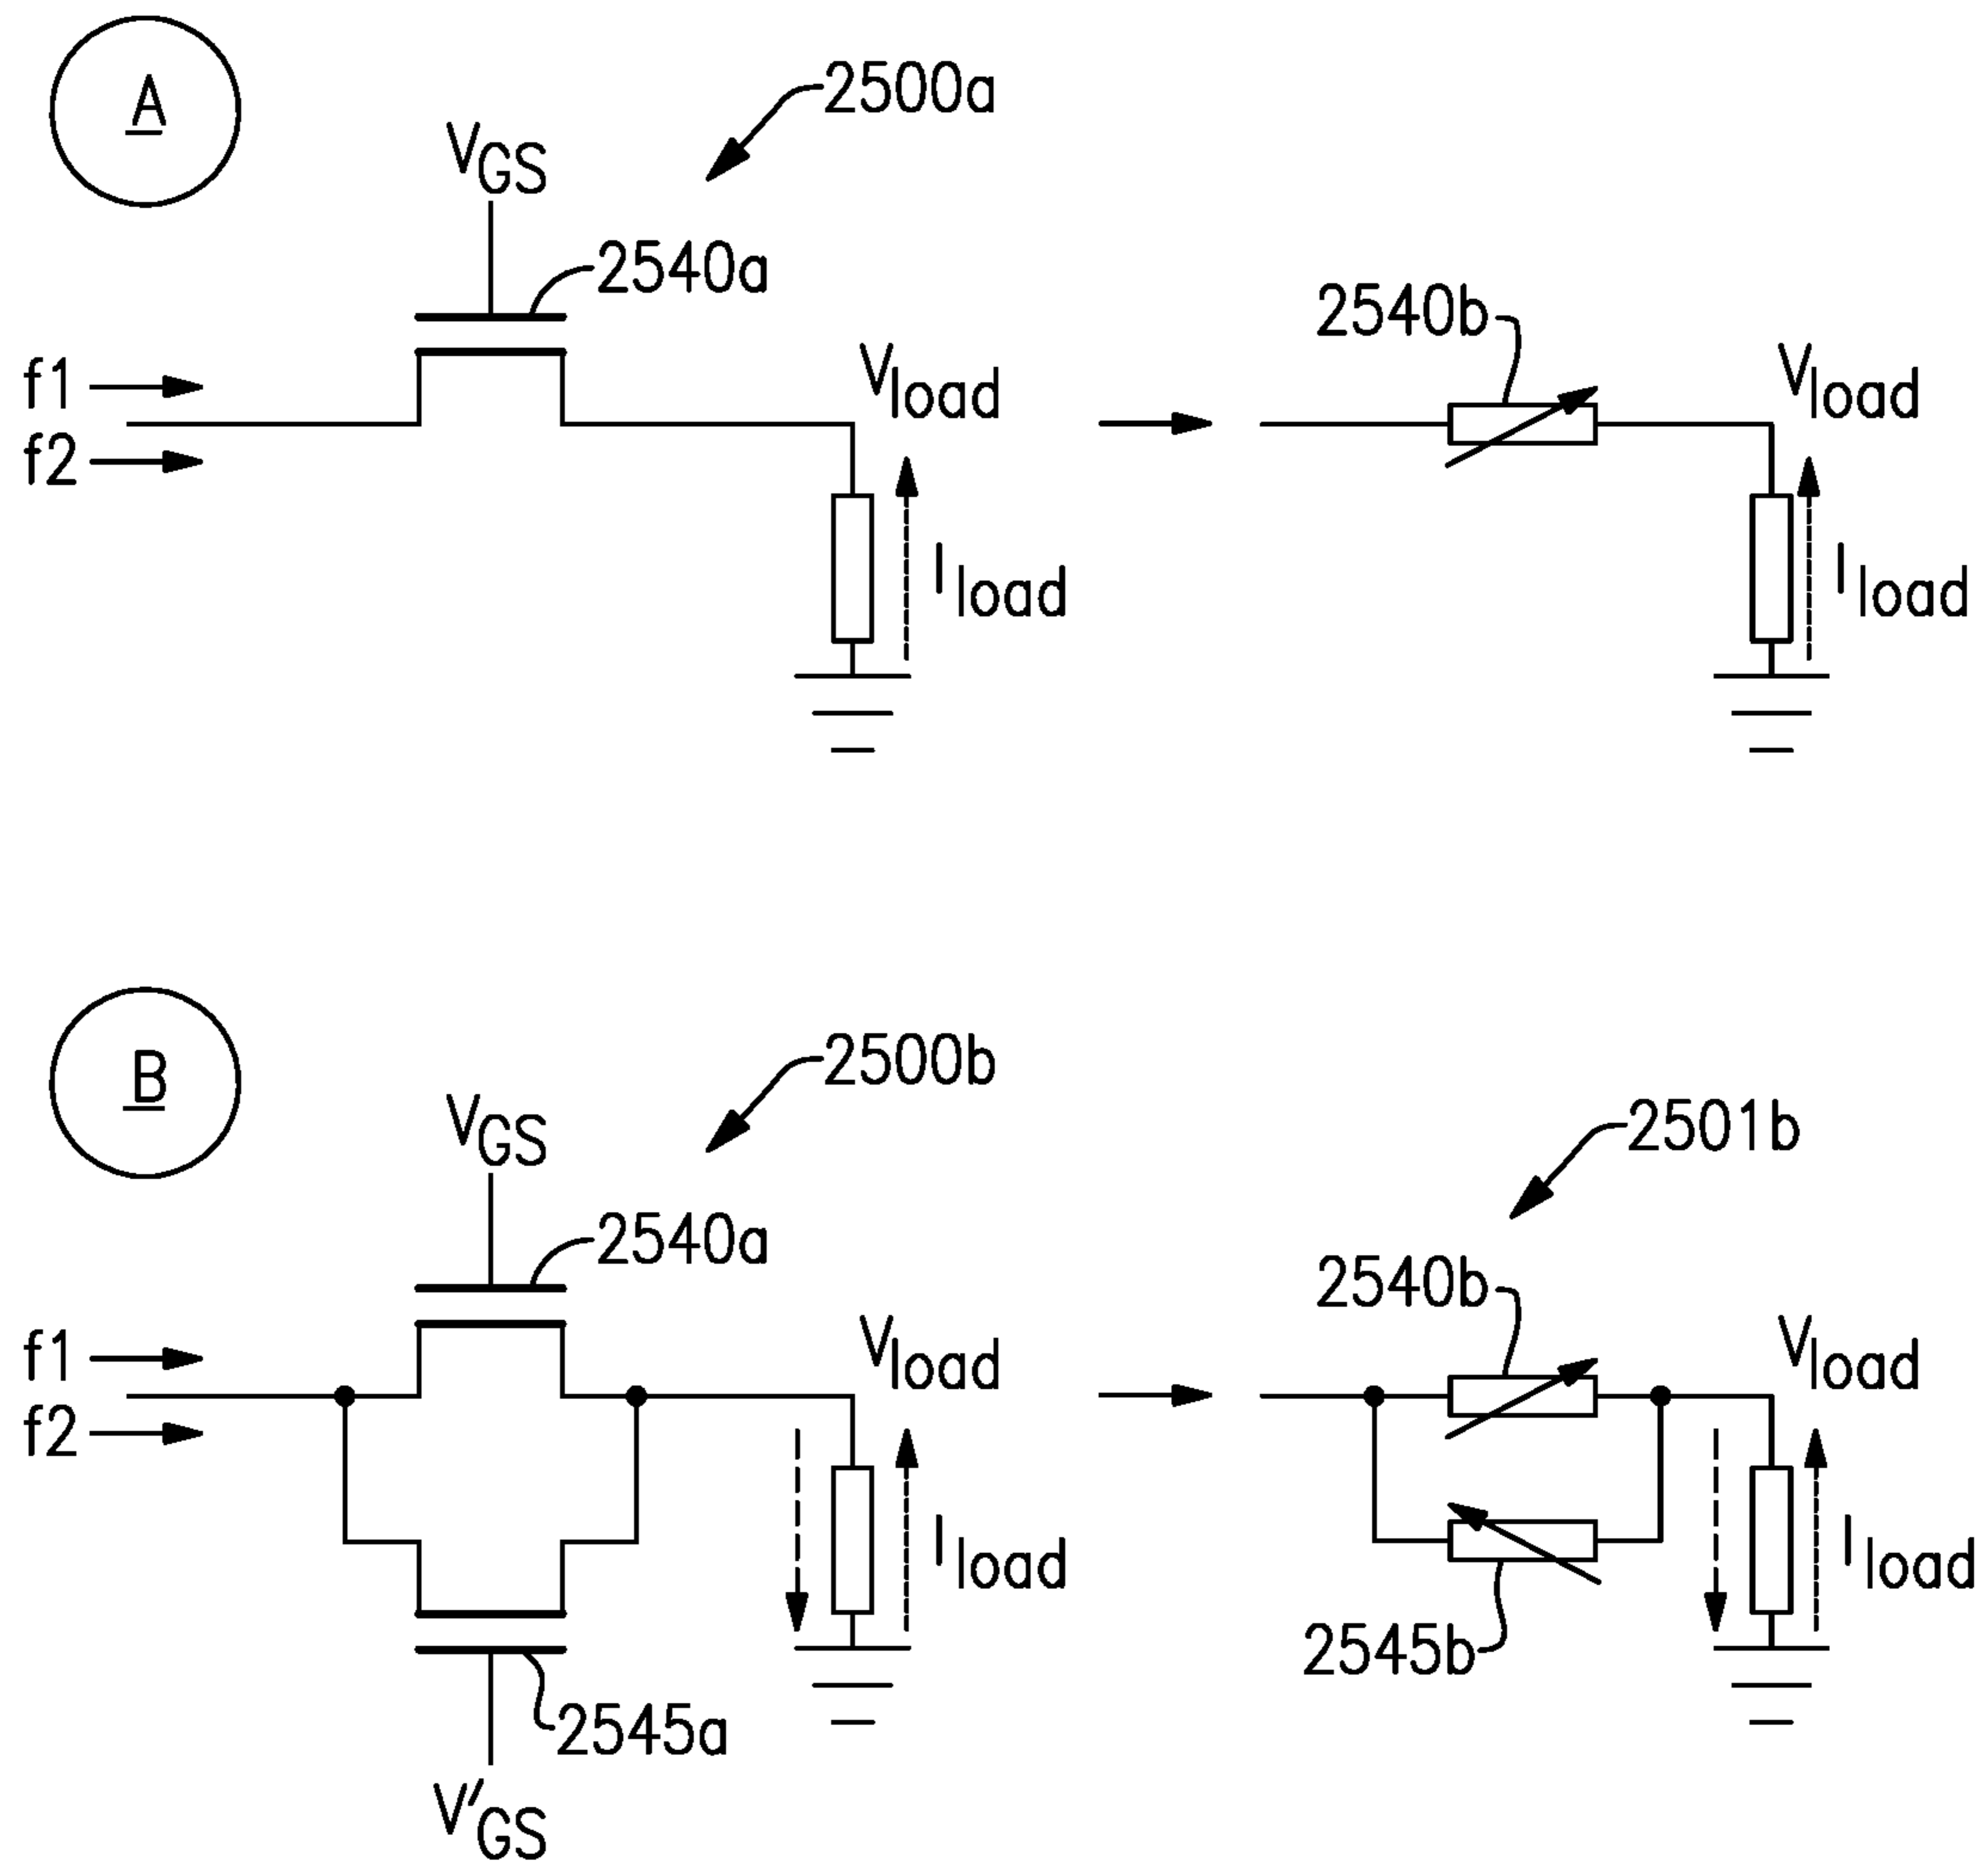 A
2500a
VGS
2540a
f1
f2
Vload
Iload
2540b
Vload
Iload
B
2500b
VGS
2540a
f1
f2
Vload
Iload
2545a
V'GS
2501b
2540b
Vload
Iload
2545b